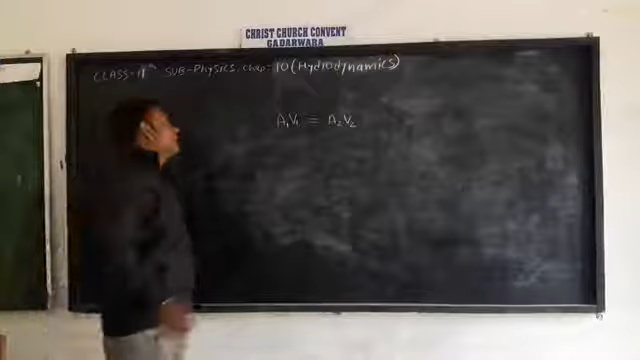 CHRIST CHURCH CONVENT
GADARWARA
CLASS-11th SUB-PHYSICS. Chap-10 (Hydrodynamics)
A₁V₁ = A₂V₂